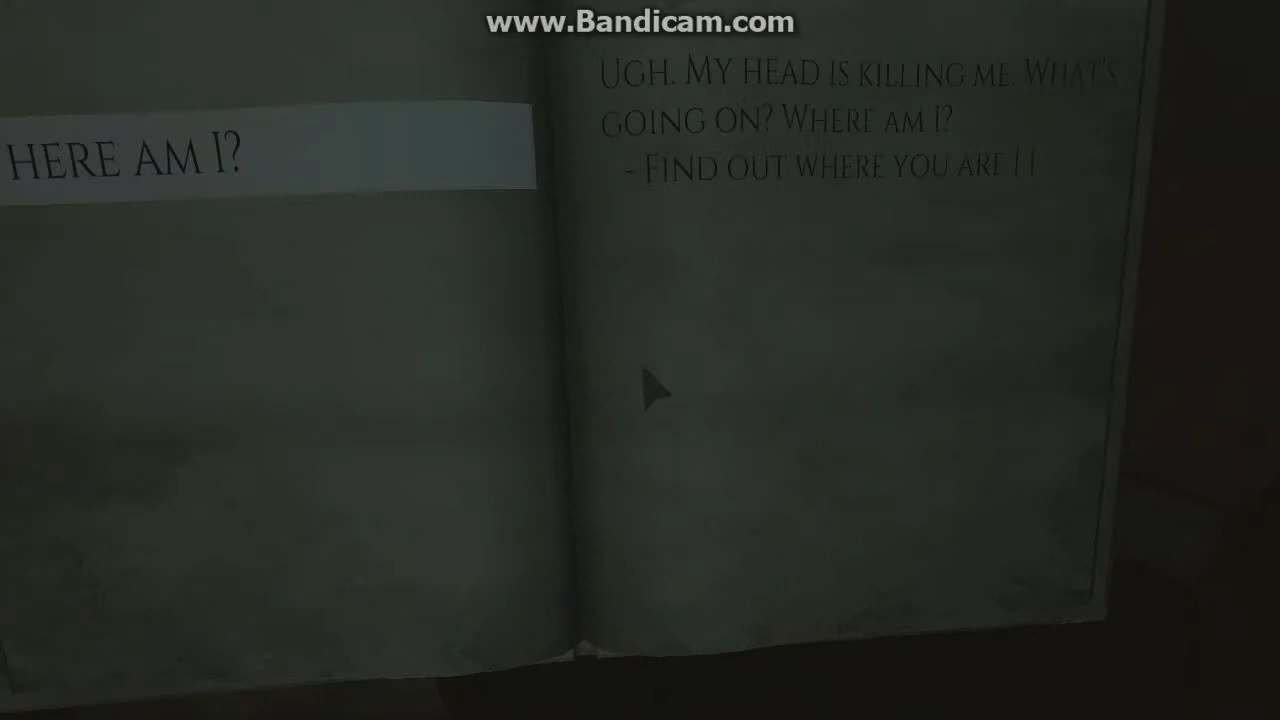 www.Bandicam.com
HERE AM I?
UGH. MY HEAD IS KILLING ME. WHAT'S
GOING ON? WHERE AM I?
- FIND OUT WHERE YOU ARE | |